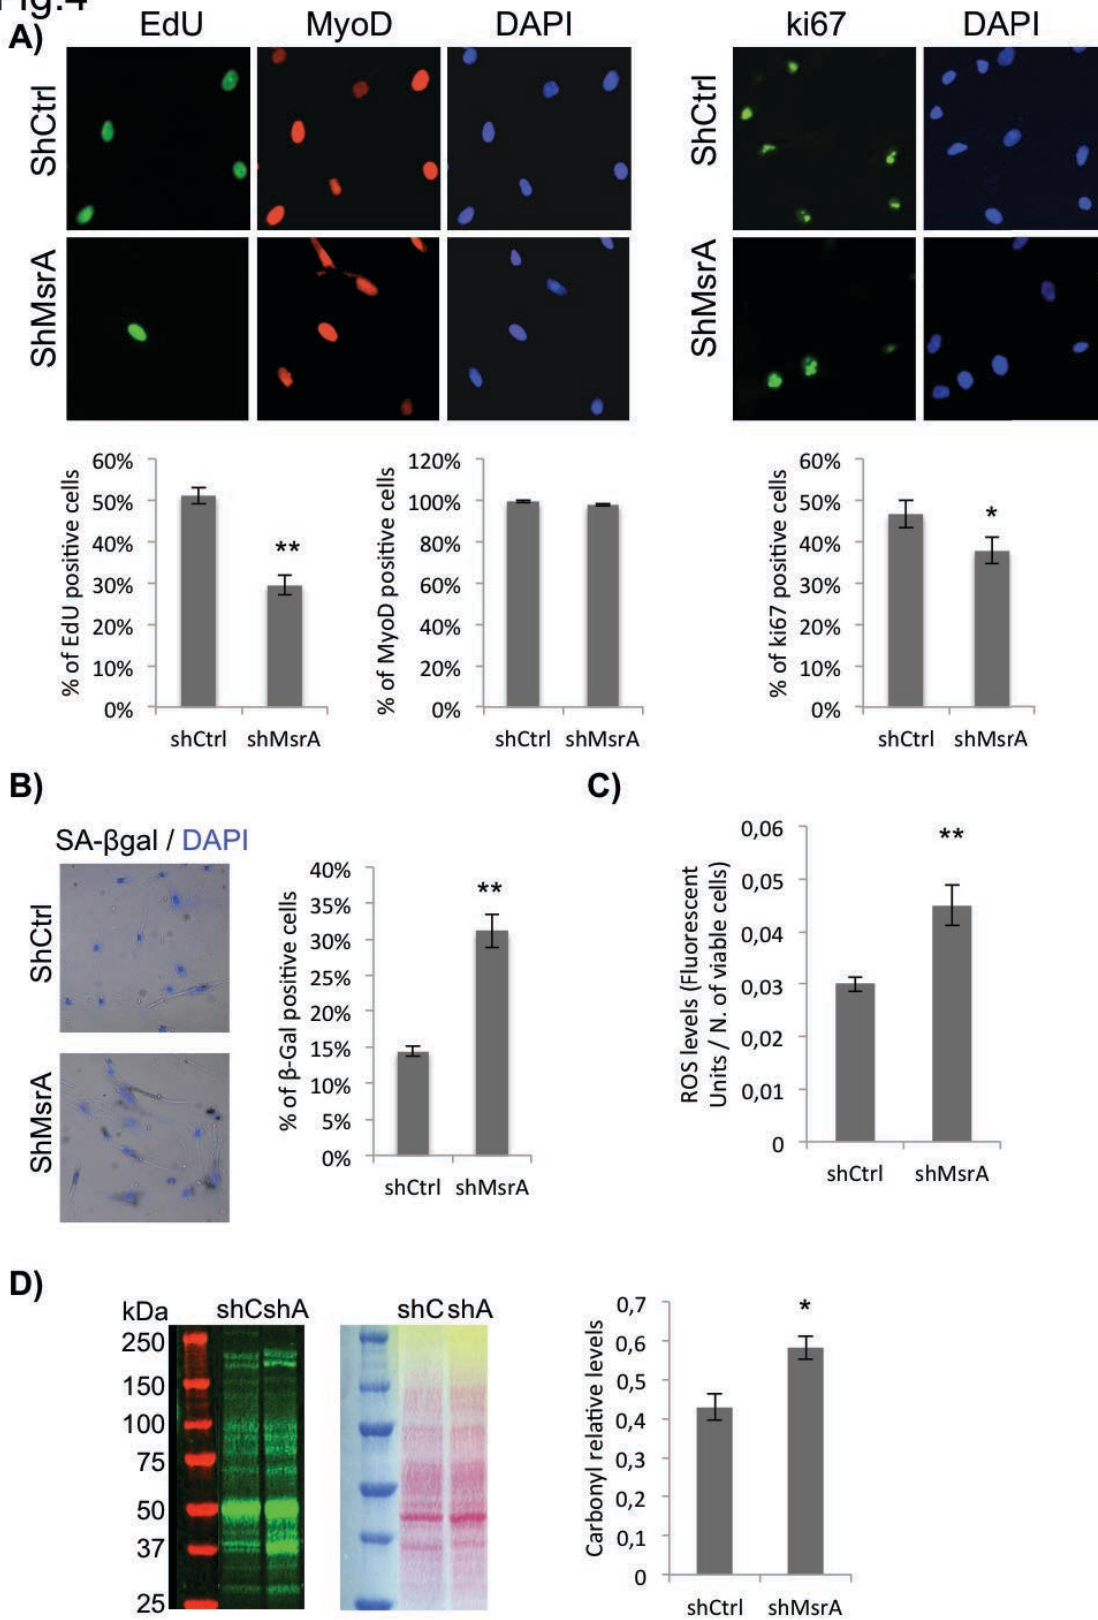 Fig.4
A)
EdU MyoD DAPI ki67 DAPI
ShCtrl ShCtrl
ShMsrA ShMsrA
% of EdU positive cells
60%
50%
40%
30%
20%
10%
0%
**
shCtrl shMsrA
% of MyoD positive cells
120%
100%
80%
60%
40%
20%
0%
shCtrl shMsrA
% of ki67 positive cells
60%
50%
40%
30%
20%
10%
0%
*
shCtrl shMsrA
B)
SA-βgal / DAPI
ShCtrl
ShMsrA
% of β-Gal positive cells
40%
35%
30%
25%
20%
15%
10%
5%
0%
**
shCtrl shMsrA
C)
ROS levels (Fluorescent
Units / N. of viable cells)
0,06
0,05
0,04
0,03
0,02
0,01
0
**
shCtrl shMsrA
D)
kDa shCshA shC shA
250
150
100
75
50
37
25
Carbonyl relative levels
0,7
0,6
0,5
0,4
0,3
0,2
0,1
0
*
shCtrl shMsrA